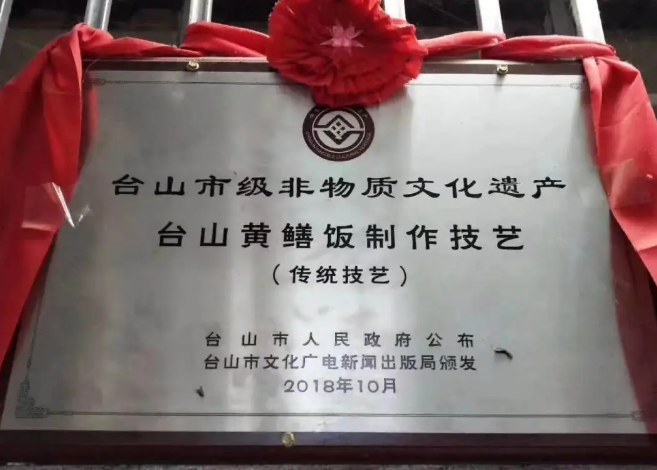 台山市级非物质文化遗产
台山黄鳝饭制作技艺
（传统技艺）
台山市人民政府公布
台山市文化广电新闻出版局颁发
2018年10月